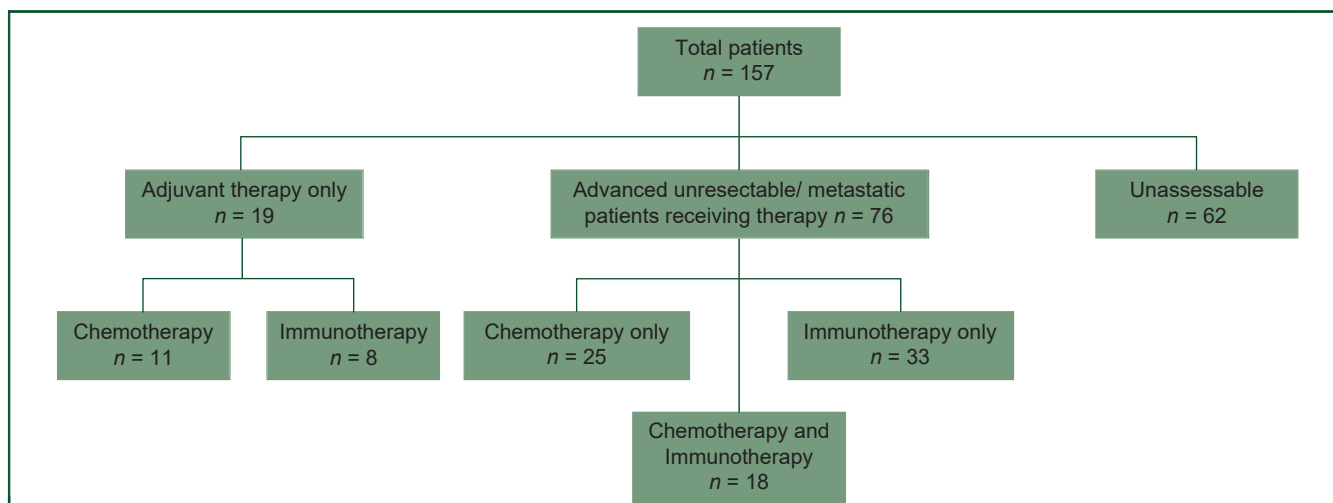 Total patients
n = 157
Adjuvant therapy only
n = 19
Advanced unresectable/ metastatic
patients receiving therapy n = 76
Unassessable
n = 62
Chemotherapy
n = 11
Immunotherapy
n = 8
Chemotherapy only
n = 25
Immunotherapy only
n = 33
Chemotherapy and
Immunotherapy
n = 18